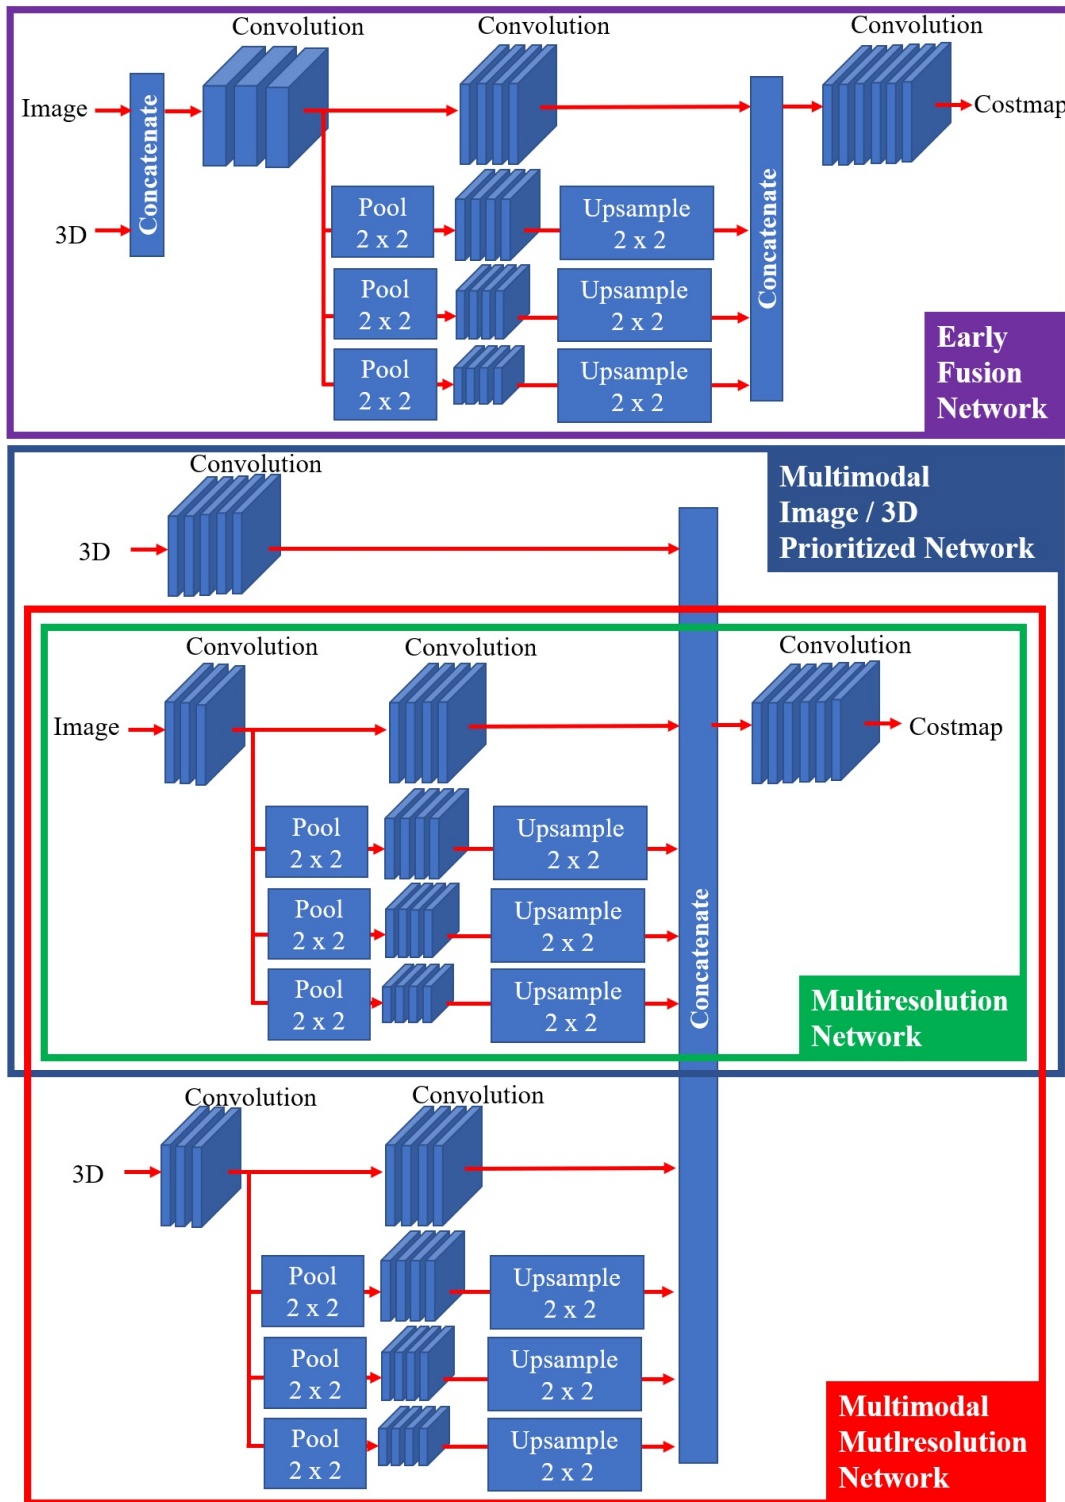 Convolution
Convolution
Convolution
Image
Concatenate
Costmap
3D
Pool
2 x 2
Upsample
2 x 2
Concatenate
Pool
2 x 2
Upsample
2 x 2
Pool
2 x 2
Upsample
2 x 2
Early
Fusion
Network
Convolution
Multimodal
Image / 3D
Prioritized Network
3D
Convolution
Convolution
Convolution
Image
Costmap
Pool
2 x 2
Upsample
2 x 2
Pool
2 x 2
Upsample
2 x 2
Concatenate
Pool
2 x 2
Upsample
2 x 2
Multiresolution
Network
Convolution
Convolution
3D
Pool
2 x 2
Upsample
2 x 2
Pool
2 x 2
Upsample
2 x 2
Pool
2 x 2
Upsample
2 x 2
Multimodal
Mutlresolution
Network